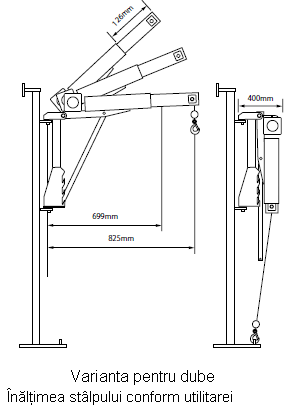 126mm
400mm
699mm
825mm
Varianta pentru dube
Înălțimea stâlpului conform utilitarei